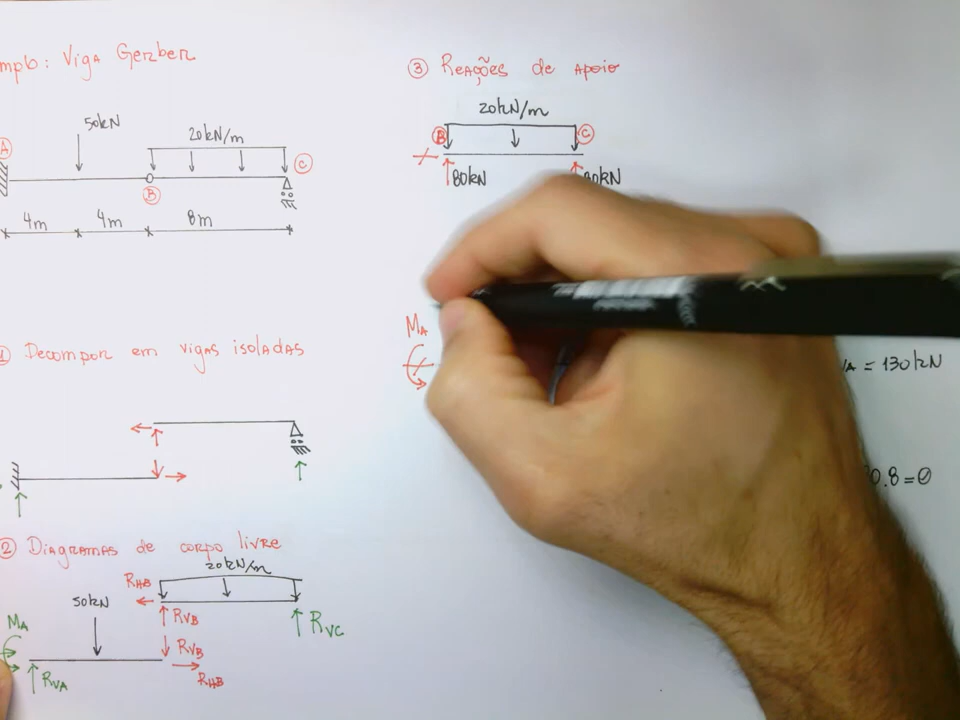 mplo: Viga Gerber
50kN
20kN/m
A
B
C
4m 4m 8m
Decompor em vigas isoladas
2 Diagramas de corpo livre
20kN/m
RHB
50kN
RVB
RVC
MA
RVB
RHB
RVA
3 Reações de apoio
20kN/m
B
C
80kN
MA
= 130kN
.8=0